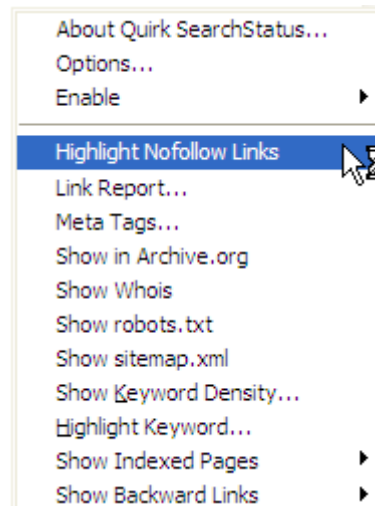 About Quirk SearchStatus...
Options...
Enable
Highlight Nofollow Links
Link Report...
Meta Tags...
Show in Archive.org
Show Whois
Show robots.txt
Show sitemap.xml
Show Keyword Density...
Highlight Keyword...
Show Indexed Pages
Show Backward Links